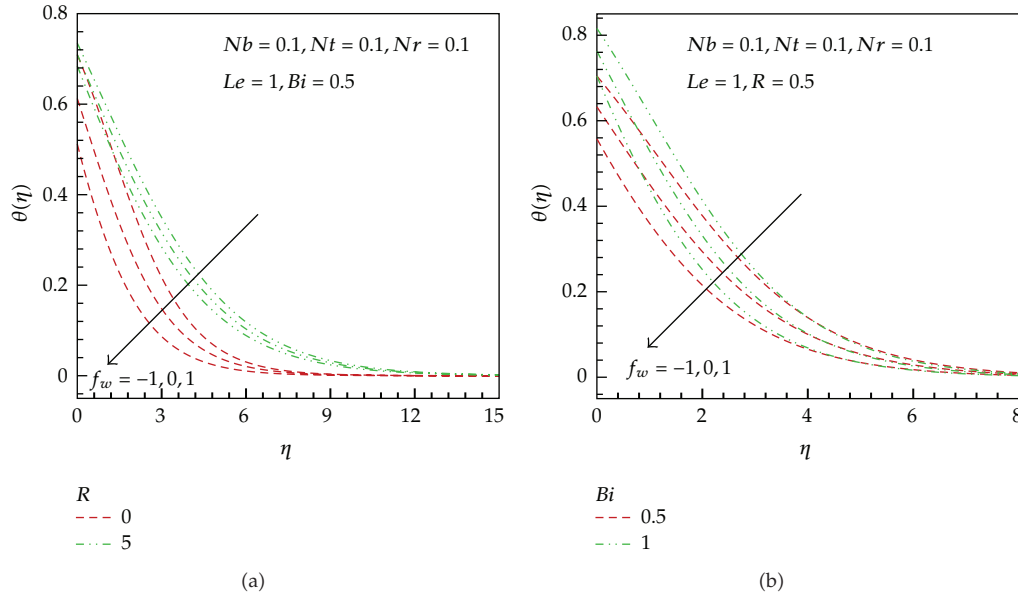 Nb = 0.1, Nt = 0.1, Nr = 0.1
Le = 1, Bi = 0.5
0.8
0.6
0.4
0.2
0
θ(η)
f_w = −1, 0, 1
0 3 6 9 12 15
η
R
0
5
(a)
Nb = 0.1, Nt = 0.1, Nr = 0.1
Le = 1, R = 0.5
0.8
0.6
0.4
0.2
0
θ(η)
f_w = −1, 0, 1
0 2 4 6 8
η
Bi
0.5
1
(b)